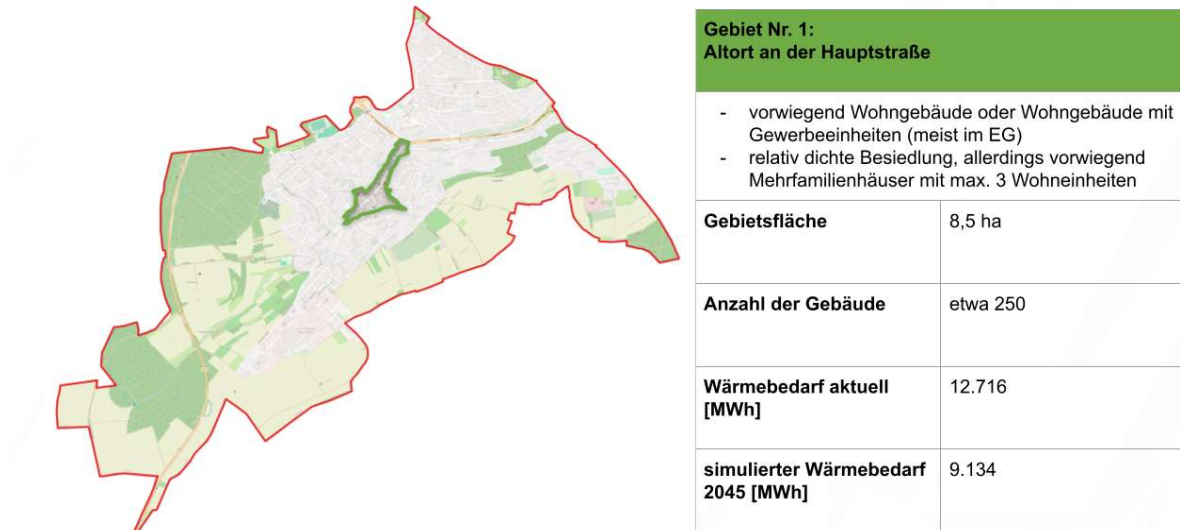 Gebiet Nr. 1:
Altort an der Hauptstraße
- vorwiegend Wohngebäude oder Wohngebäude mit
Gewerbeeinheiten (meist im EG)
- relativ dichte Besiedlung, allerdings vorwiegend
Mehrfamilienhäuser mit max. 3 Wohneinheiten
Gebietsfläche
8,5 ha
Anzahl der Gebäude
etwa 250
Wärmebedarf aktuell
[MWh]
12.716
simulierter Wärmebedarf
2045 [MWh]
9.134